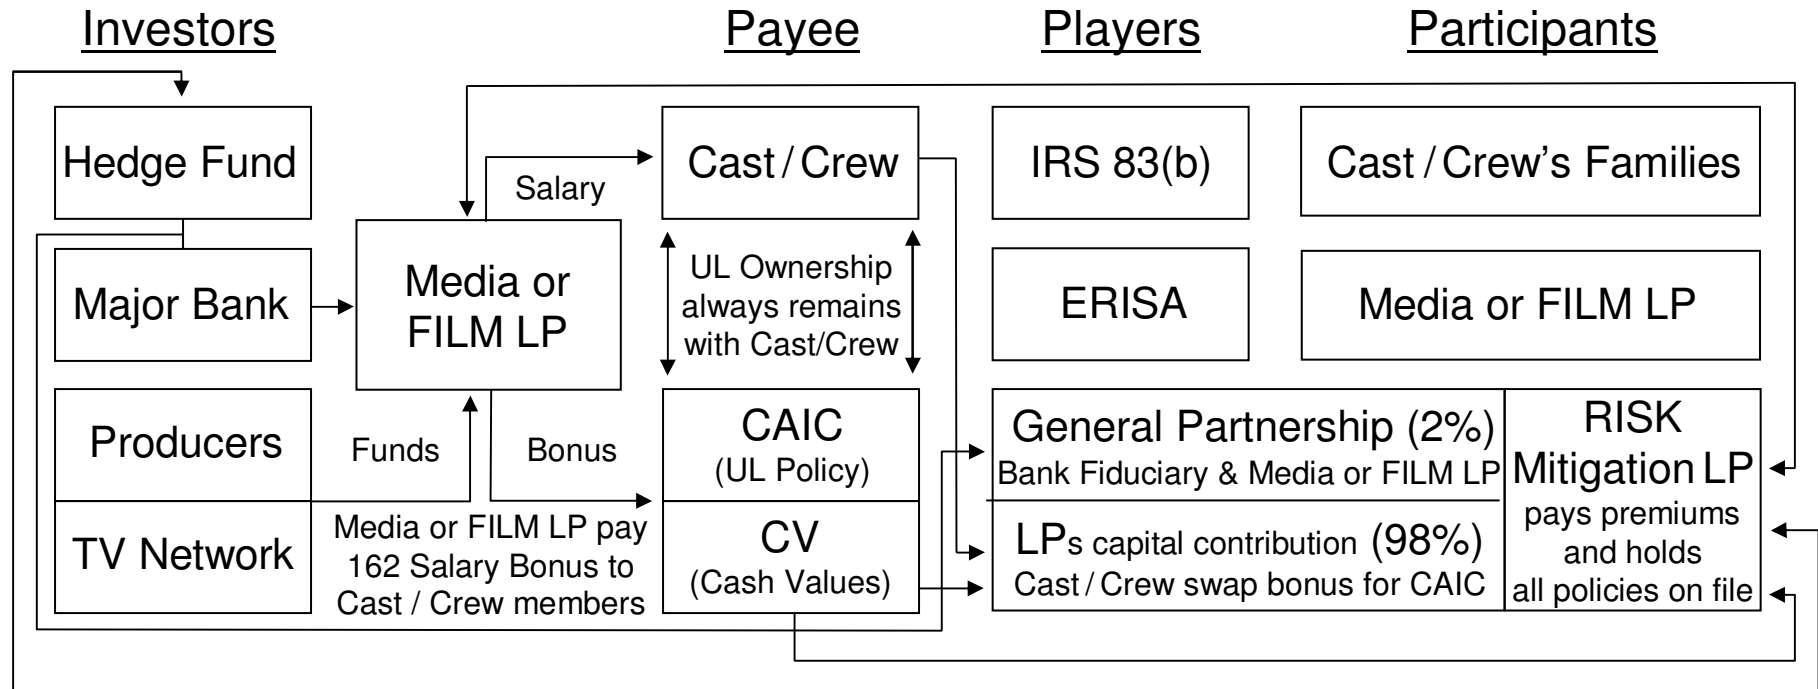 Investors
Payee
Players
Participants
Hedge Fund
Major Bank
Producers
TV Network
Media or
FILM LP
Salary
Funds
Bonus
Media or FILM LP pay
162 Salary Bonus to
Cast / Crew members
Cast / Crew
UL Ownership
always remains
with Cast/Crew
CAIC
(UL Policy)
CV
(Cash Values)
IRS 83(b)
ERISA
General Partnership (2%)
Bank Fiduciary & Media or FILM LP
LPs capital contribution (98%)
Cast / Crew swap bonus for CAIC
Cast / Crew's Families
Media or FILM LP
RISK
Mitigation LP
pays premiums
and holds
all policies on file